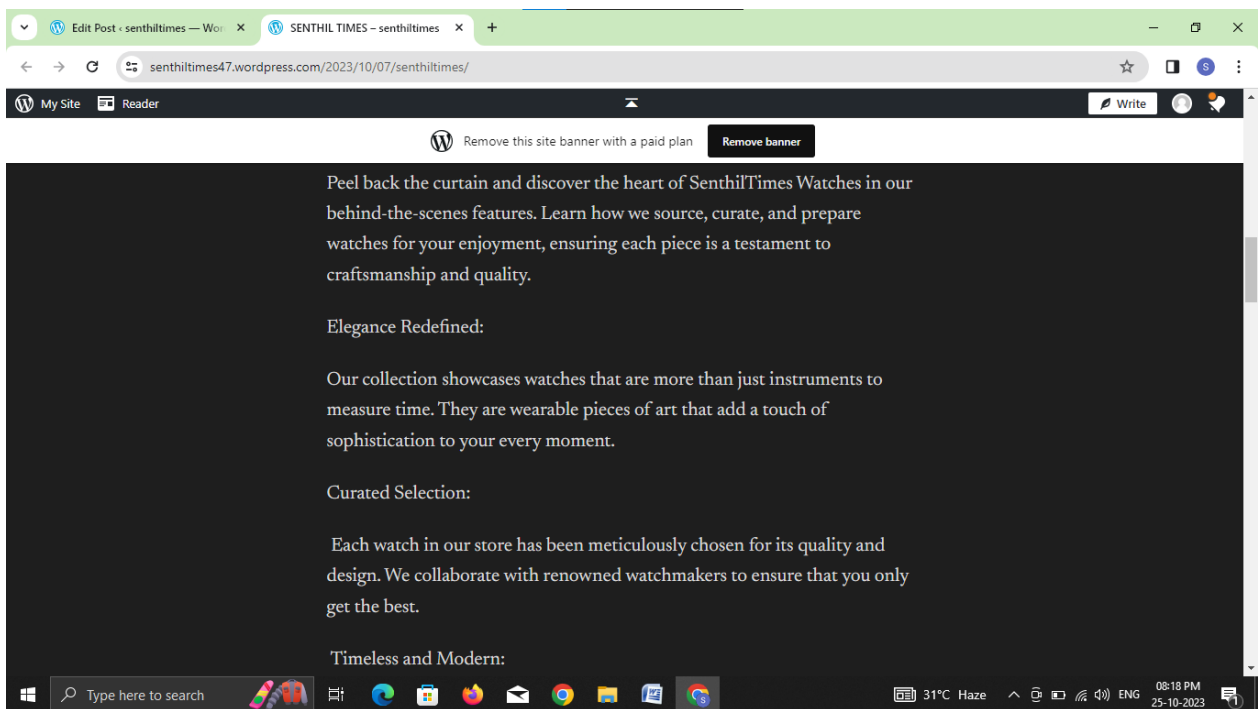 Edit Post ‹ senthiltimes — Wor
SENTHIL TIMES – senthiltimes
senthiltimes47.wordpress.com/2023/10/07/senthiltimes/
S
My Site
Reader
Write
Remove this site banner with a paid plan
Remove banner
Peel back the curtain and discover the heart of SenthilTimes Watches in our
behind-the-scenes features. Learn how we source, curate, and prepare
watches for your enjoyment, ensuring each piece is a testament to
craftsmanship and quality.
Elegance Redefined:
Our collection showcases watches that are more than just instruments to
measure time. They are wearable pieces of art that add a touch of
sophistication to your every moment.
Curated Selection:
Each watch in our store has been meticulously chosen for its quality and
design. We collaborate with renowned watchmakers to ensure that you only
get the best.
Timeless and Modern:
Type here to search
S
31°C Haze
ENG
08:18 PM
25-10-2023
1